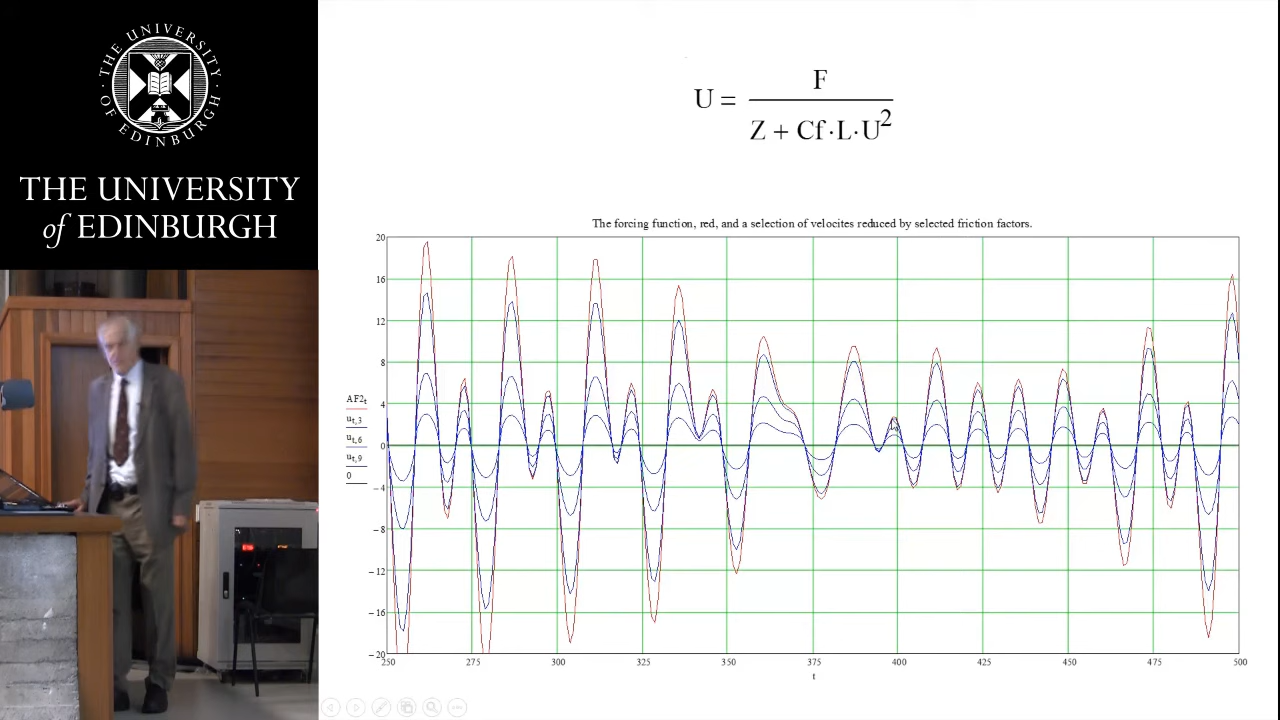 THE UNIVERSITY
OF EDINBURGH
THE UNIVERSITY
of EDINBURGH
U = F / Z + Cf·L·U²
The forcing function, red, and a selection of velocites reduced by selected friction factors.
20
16
12
8
4
0
−4
−8
−12
−16
−20
AF2t
ut,3
ut,6
ut,9
0
250 275 300 325 350 375 400 425 450 475 500
t